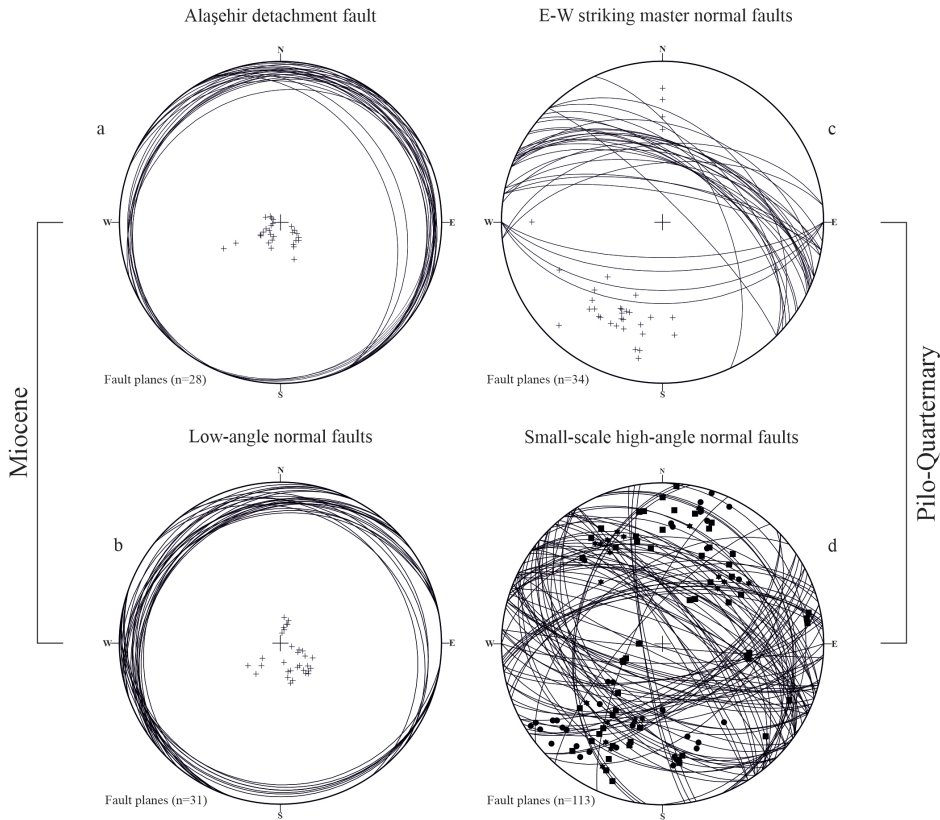 Alaşehir detachment fault
E-W striking master normal faults
N
N
a
c
W
E
W
E
Fault planes (n=28)
Fault planes (n=34)
S
S
Miocene
Pilo-Quarternary
Low-angle normal faults
Small-scale high-angle normal faults
N
N
b
d
W
E
W
E
Fault planes (n=31)
Fault planes (n=113)
S
S